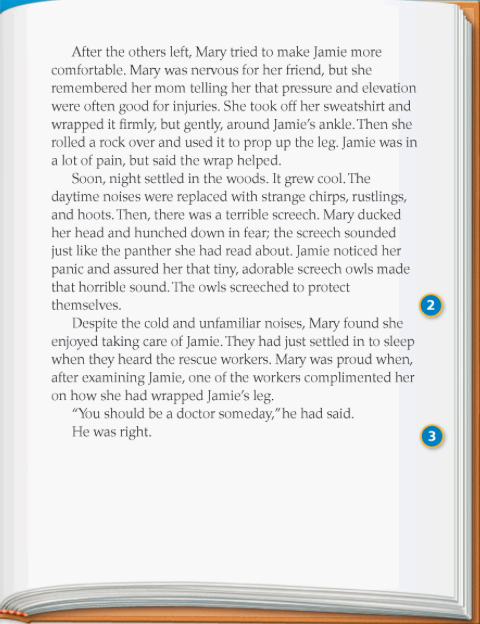 After the others left, Mary tried to make Jamie more
comfortable. Mary was nervous for her friend, but she
remembered her mom telling her that pressure and elevation
were often good for injuries. She took off her sweatshirt and
wrapped it firmly, but gently, around Jamie's ankle. Then she
rolled a rock over and used it to prop up the leg. Jamie was in
a lot of pain, but said the wrap helped.
Soon, night settled in the woods. It grew cool. The
daytime noises were replaced with strange chirps, rustlings,
and hoots. Then, there was a terrible screech. Mary ducked
her head and hunched down in fear; the screech sounded
just like the panther she had read about. Jamie noticed her
panic and assured her that tiny, adorable screech owls made
that horrible sound. The owls screeched to protect
themselves.
2
Despite the cold and unfamiliar noises, Mary found she
enjoyed taking care of Jamie. They had just settled in to sleep
when they heard the rescue workers. Mary was proud when,
after examining Jamie, one of the workers complimented her
on how she had wrapped Jamie's leg.
“You should be a doctor someday,” he had said.
He was right.
3